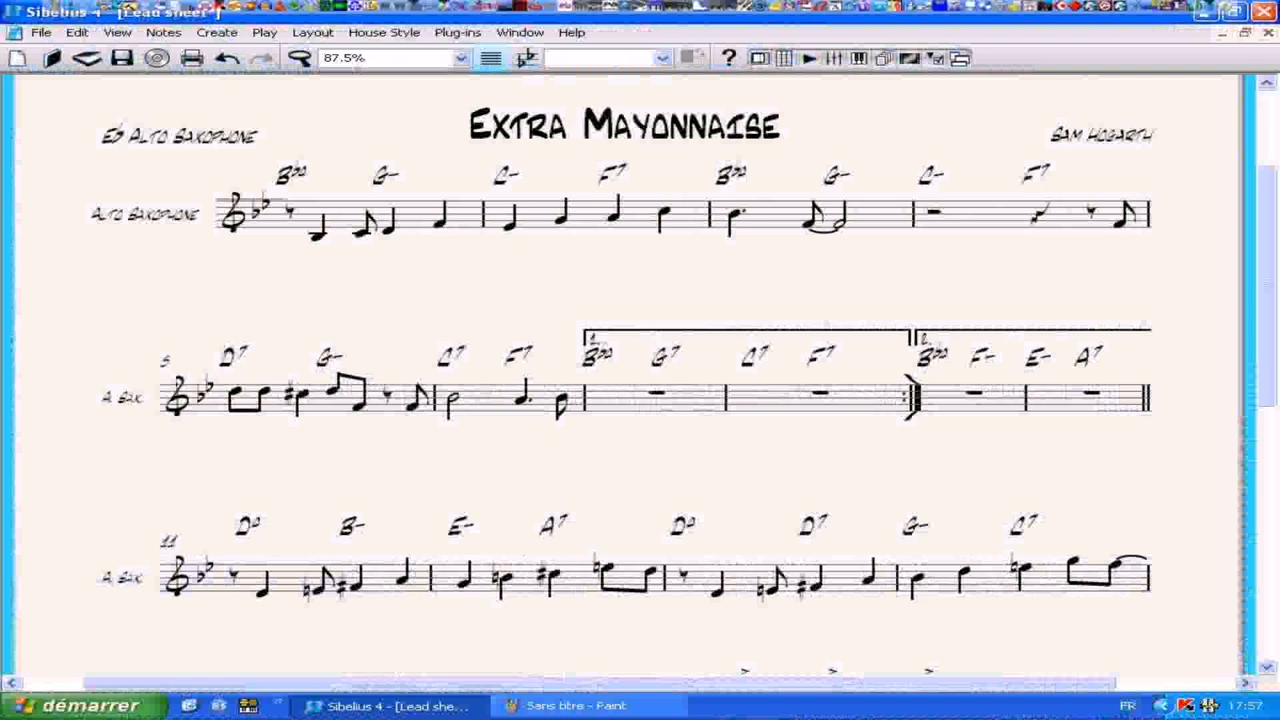 Sibelius 4 - [Lead sheet ]
File Edit View Notes Create Play Layout House Style Plug-ins Window Help
87.5%
Extra Mayonnaise
E♭ Alto Saxophone
Sam Hogarth
G- C- F7 G- C- F7
Alto Saxophone
1. 2.
5 D7 G- C7 F7 G7 C7 F7 F- E- A7
A Sax
11 B- E- A7 D7 G- C7
A Sax
démarrer Sibelius 4 - [Lead she... Sans titre - Paint FR 17:57